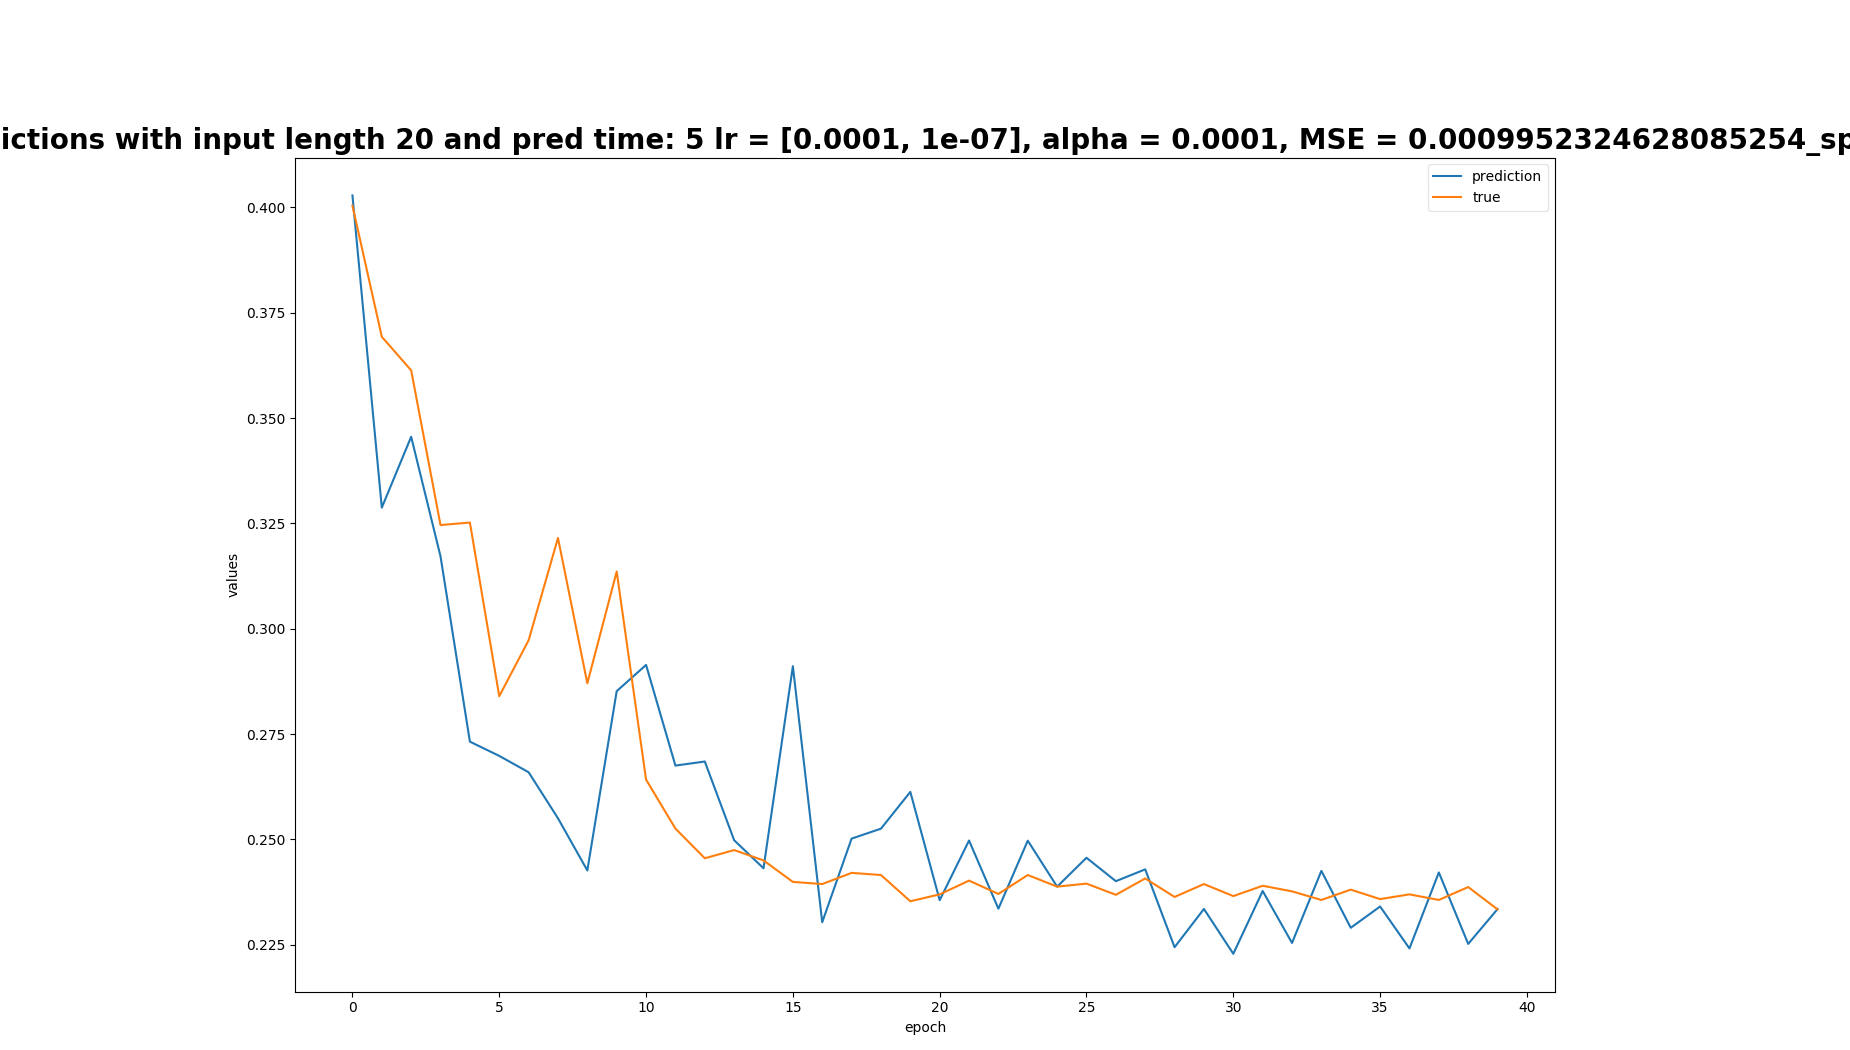 ictions with input length 20 and pred time: 5 lr = [0.0001, 1e-07], alpha = 0.0001, MSE = 0.0009952324628085254_sp
prediction
true
0.400
0.375
0.350
0.325
0.300
0.275
0.250
0.225
values
0 5 10 15 20 25 30 35 40
epoch